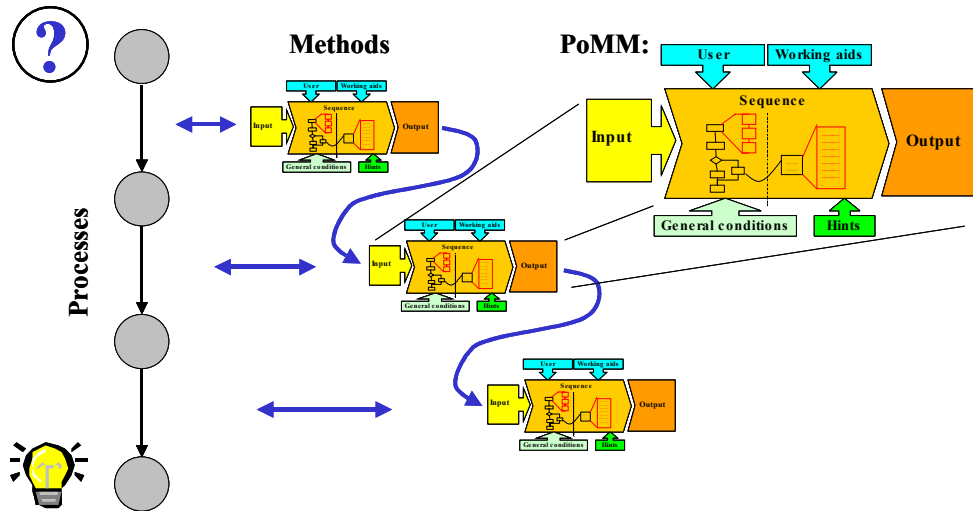 ?
Methods
PoMM:
Processes
User
Working aids
Input
Sequence
Output
General conditions
Hints
User
Working aids
Input
Sequence
Output
General conditions
Hints
User
Working aids
Input
Sequence
Output
General conditions
Hints
User
Working aids
Input
Sequence
Output
General conditions
Hints